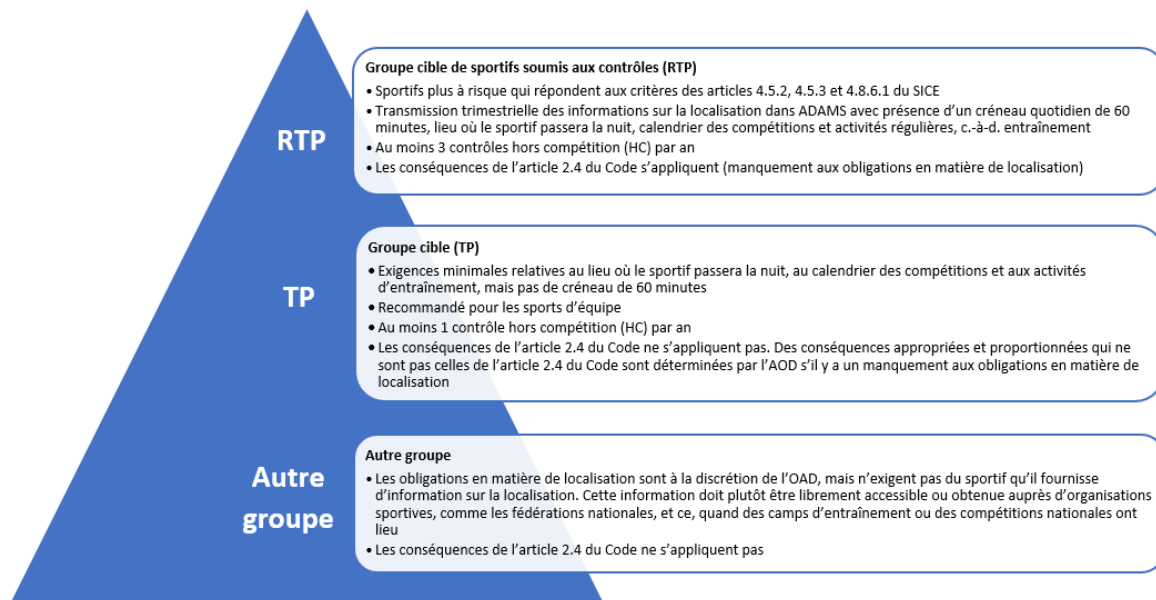 RTP
Groupe cible de sportifs soumis aux contrôles (RTP)
• Sportifs plus à risque qui répondent aux critères des articles 4.5.2, 4.5.3 et 4.8.6.1 du SICE
• Transmission trimestrielle des informations sur la localisation dans ADAMS avec présence d’un créneau quotidien de 60
minutes, lieu où le sportif passera la nuit, calendrier des compétitions et activités régulières, c.-à-d. entraînement
• Au moins 3 contrôles hors compétition (HC) par an
• Les conséquences de l’article 2.4 du Code s’appliquent (manquement aux obligations en matière de localisation)
TP
Groupe cible (TP)
• Exigences minimales relatives au lieu où le sportif passera la nuit, au calendrier des compétitions et aux activités
d’entraînement, mais pas de créneau de 60 minutes
• Recommandé pour les sports d’équipe
• Au moins 1 contrôle hors compétition (HC) par an
• Les conséquences de l’article 2.4 du Code ne s’appliquent pas. Des conséquences appropriées et proportionnées qui ne
sont pas celles de l’article 2.4 du Code sont déterminées par l’AOD s’il y a un manquement aux obligations en matière de
localisation
Autre
groupe
Autre groupe
• Les obligations en matière de localisation sont à la discrétion de l’OAD, mais n’exigent pas du sportif qu’il fournisse
d’information sur la localisation. Cette information doit plutôt être librement accessible ou obtenue auprès d’organisations
sportives, comme les fédérations nationales, et ce, quand des camps d’entraînement ou des compétitions nationales ont
lieu
• Les conséquences de l’article 2.4 du Code ne s’appliquent pas